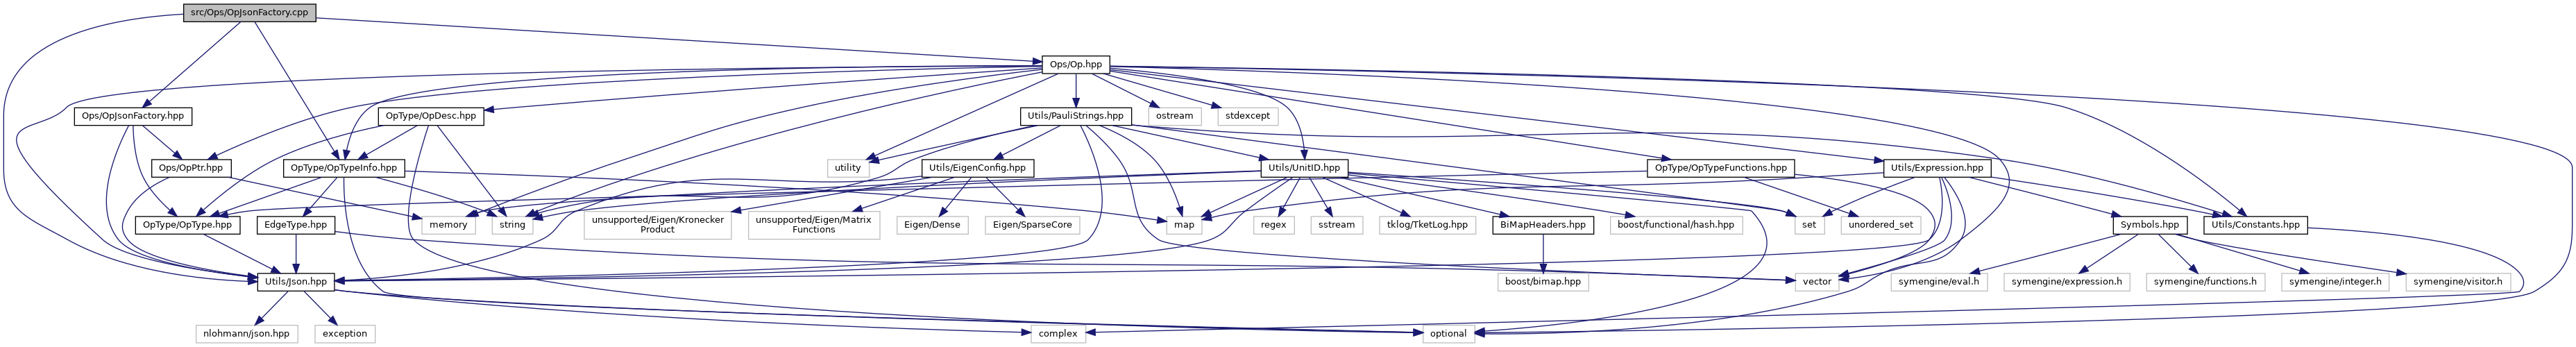 src/Ops/OpJsonFactory.cpp
Ops/Op.hpp
Ops/OpJsonFactory.hpp
OpType/OpDesc.hpp
Utils/PauliStrings.hpp
ostream
stdexcept
Ops/OpPtr.hpp
OpType/OpTypeInfo.hpp
utility
Utils/EigenConfig.hpp
Utils/UnitID.hpp
OpType/OpTypeFunctions.hpp
Utils/Expression.hpp
OpType/OpType.hpp
EdgeType.hpp
memory
string
unsupported/Eigen/Kronecker
Product
unsupported/Eigen/Matrix
Functions
Eigen/Dense
Eigen/SparseCore
map
regex
sstream
tklog/TketLog.hpp
BiMapHeaders.hpp
boost/functional/hash.hpp
set
unordered_set
Symbols.hpp
Utils/Constants.hpp
Utils/Json.hpp
boost/bimap.hpp
vector
symengine/eval.h
symengine/expression.h
symengine/functions.h
symengine/integer.h
symengine/visitor.h
nlohmann/json.hpp
exception
complex
optional